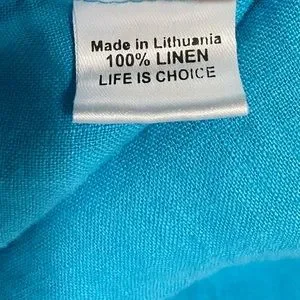 Made in Lithuania
100% LINEN
LIFE IS CHOICE